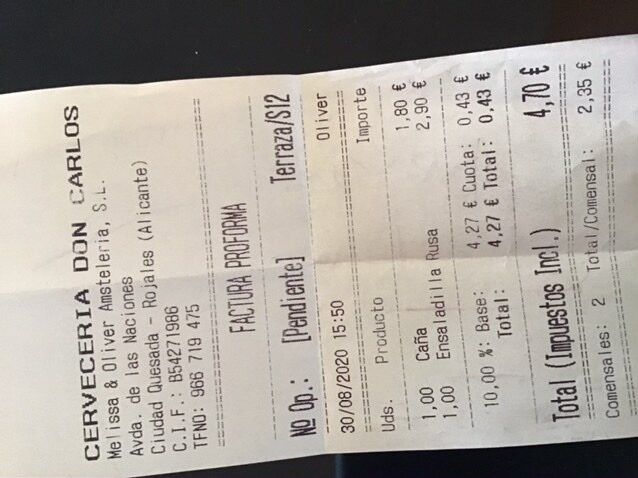 CERVECERIA DON CARLOS
Melissa & Oliver Amsteleria, S.L.
Avda. de las Naciones
Ciudad Quesada - Rojales (Alicante)
C.I.F.: B54271986
TFNO: 966 719 475
FACTURA PROFORMA
Nº Op.: [Pendiente] Terraza/S12
30/08/2020 15:50 Oliver
Uds. Producto Importe
1,00 Caña 1,80 €
1,00 Ensaladilla Rusa 2,90 €
10,00 %: Base: 4,27 € Cuota: 0,43 €
Total: 4,27 € Total: 0,43 €
Total (Impuestos Incl.) 4,70 €
Comensales: 2 Total/Comensal: 2,35 €